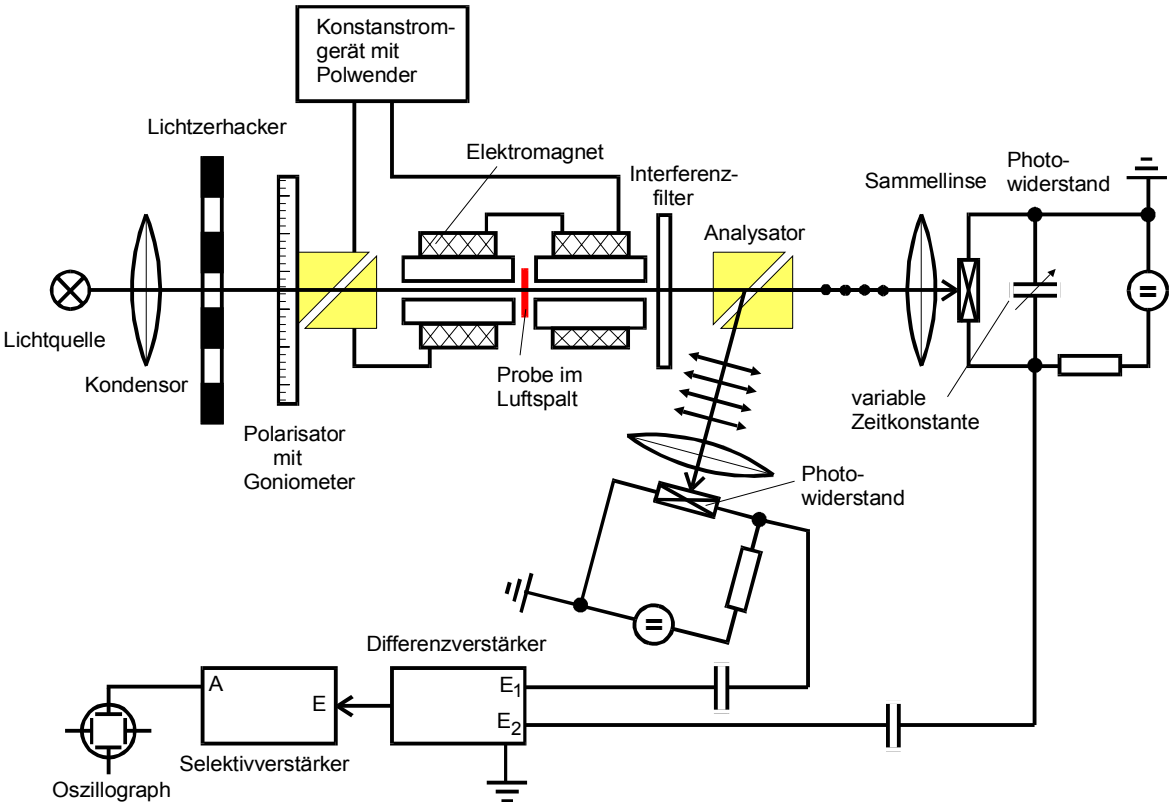 Konstanstrom-
gerät mit
Polwender
Lichtzerhacker
Elektromagnet
Interferenz-
filter
Sammellinse
Photo-
widerstand
Analysator
Lichtquelle
Kondensor
Probe im
Luftspalt
variable
Zeitkonstante
Polarisator
mit
Goniometer
Photo-
widerstand
Differenzverstärker
A
E
E1
E2
Selektivverstärker
Oszillograph